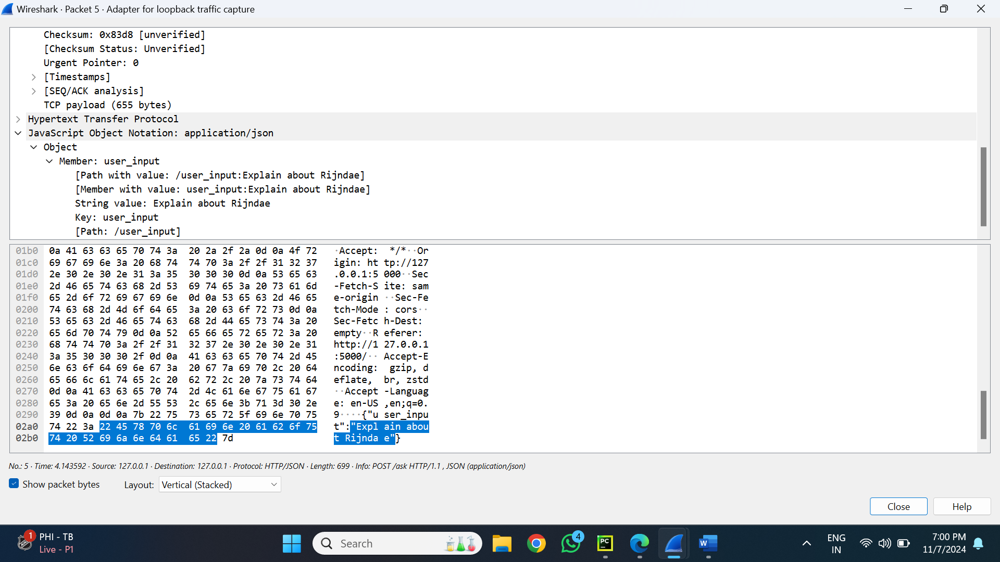 Wireshark · Packet 5 · Adapter for loopback traffic capture
Checksum: 0x83d8 [unverified]
[Checksum Status: Unverified]
Urgent Pointer: 0
[Timestamps]
[SEQ/ACK analysis]
TCP payload (655 bytes)
Hypertext Transfer Protocol
JavaScript Object Notation: application/json
Object
Member: user_input
[Path with value: /user_input:Explain about Rijndae]
[Member with value: user_input:Explain about Rijndae]
String value: Explain about Rijndae
Key: user_input
[Path: /user_input]
01b0 0a 41 63 63 65 70 74 3a 20 2a 2f 2a 0d 0a 4f 72 ·Accept: */*··Or
01c0 69 67 69 6e 3a 20 68 74 74 70 3a 2f 2f 31 32 37 igin: ht tp://127
01d0 2e 30 2e 30 2e 31 3a 35 30 30 30 0d 0a 53 65 63 .0.0.1:5 000··Sec
01e0 2d 46 65 74 63 68 2d 53 69 74 65 3a 20 73 61 6d -Fetch-S ite: sam
01f0 65 2d 6f 72 69 67 69 6e 0d 0a 53 65 63 2d 46 65 e-origin ··Sec-Fe
0200 74 63 68 2d 4d 6f 64 65 3a 20 63 6f 72 73 0d 0a tch-Mode : cors··
0210 53 65 63 2d 46 65 74 63 68 2d 44 65 73 74 3a 20 Sec-Fetc h-Dest:
0220 65 6d 70 74 79 0d 0a 52 65 66 65 72 65 72 3a 20 empty··R eferer:
0230 68 74 74 70 3a 2f 2f 31 32 37 2e 30 2e 30 2e 31 http://1 27.0.0.1
0240 3a 35 30 30 30 2f 0d 0a 41 63 63 65 70 74 2d 45 :5000/·· Accept-E
0250 6e 63 6f 64 69 6e 67 3a 20 67 7a 69 70 2c 20 64 ncoding: gzip, d
0260 65 66 6c 61 74 65 2c 20 62 72 2c 20 7a 73 74 64 eflate, br, zstd
0270 0d 0a 41 63 63 65 70 74 2d 4c 61 6e 67 75 61 67 ··Accept -Languag
0280 65 3a 20 65 6e 2d 55 53 2c 65 6e 3b 71 3d 30 2e e: en-US ,en;q=0.
0290 39 0d 0a 0d 0a 7b 22 75 73 65 72 5f 69 6e 70 75 9····{"u ser_inpu
02a0 74 22 3a 22 45 78 70 6c 61 69 6e 20 61 62 6f 75 t":"Expl ain abou
02b0 74 20 52 69 6a 6e 64 61 65 22 7d t Rijnda e"}
No.: 5 · Time: 4.143592 · Source: 127.0.0.1 · Destination: 127.0.0.1 · Protocol: HTTP/JSON · Length: 699 · Info: POST /ask HTTP/1.1 , JSON (application/json)
Show packet bytes Layout: Vertical (Stacked)
Close Help
1 PHI - TB
Live - P1
Search
4
PC
W
ENG
IN
7:00 PM
11/7/2024